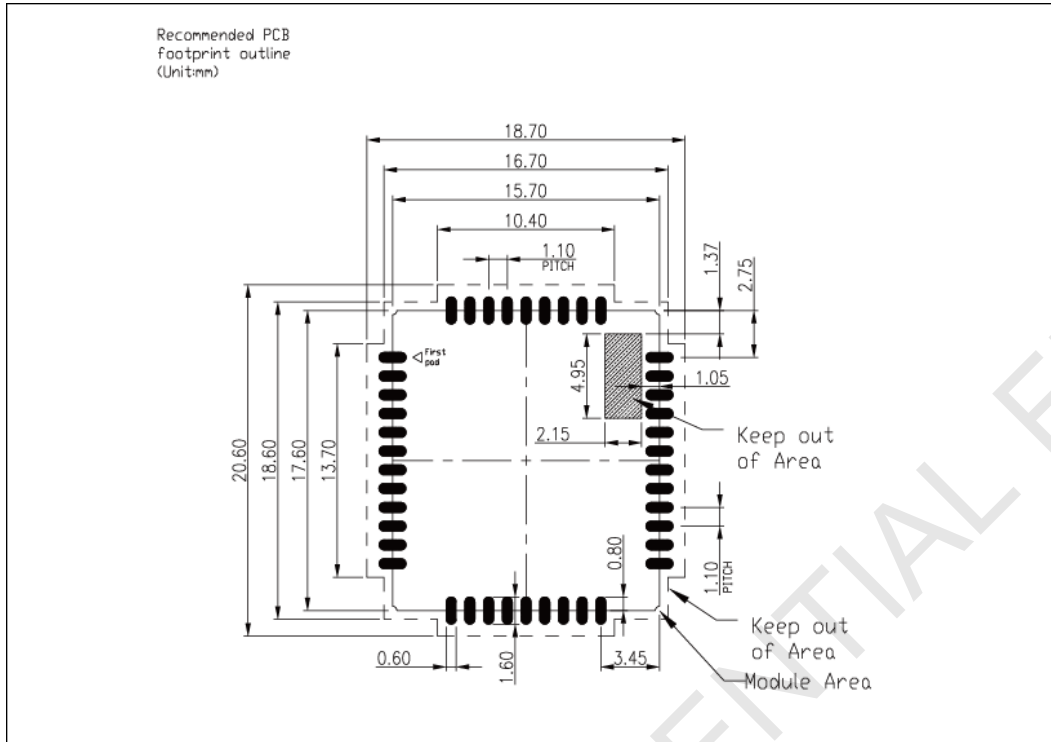 Recommended PCB
footprint outline
(Unit:mm)
18.70
16.70
15.70
10.40
1.10
PITCH
1.37
2.75
First
pad
4.95
1.05
2.15
Keep out
of Area
20.60
18.60
17.60
13.70
0.80
1.10
PITCH
0.60
1.60
3.45
Keep out
of Area
Module Area
ENTIAL